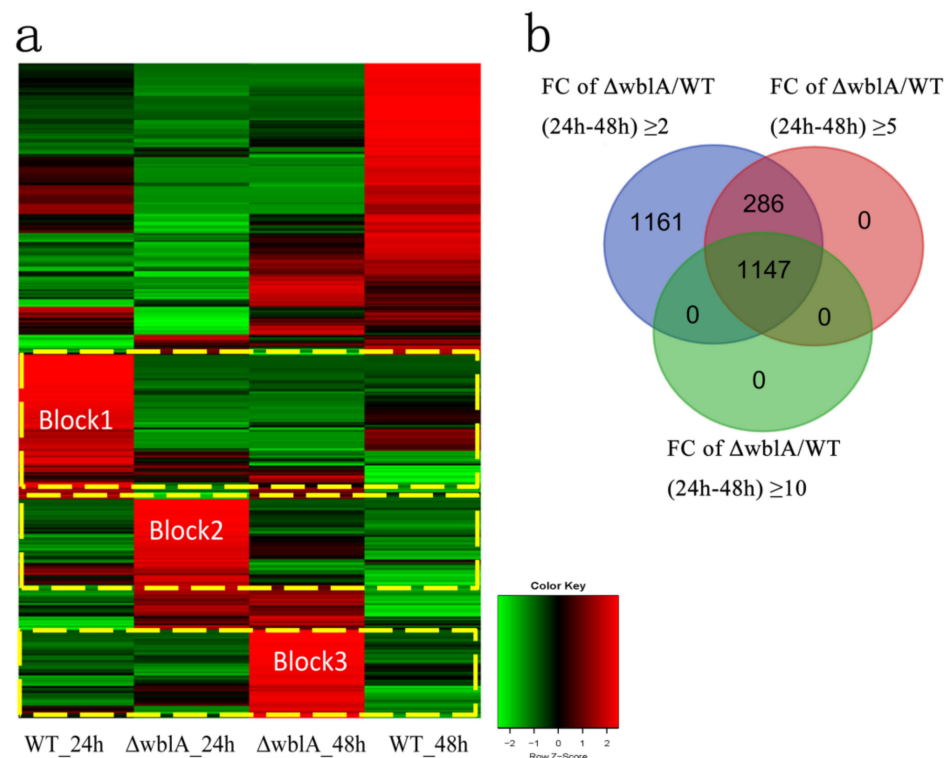 a
b
FC of ΔwblA/WT
(24h-48h) ≥2
FC of ΔwblA/WT
(24h-48h) ≥5
1161
286
0
1147
0
0
0
FC of ΔwblA/WT
(24h-48h) ≥10
Block1
Block2
Block3
WT_24h
ΔwblA_24h
ΔwblA_48h
WT_48h
Color Key
−2 −1 0 1 2
Row Z-Score